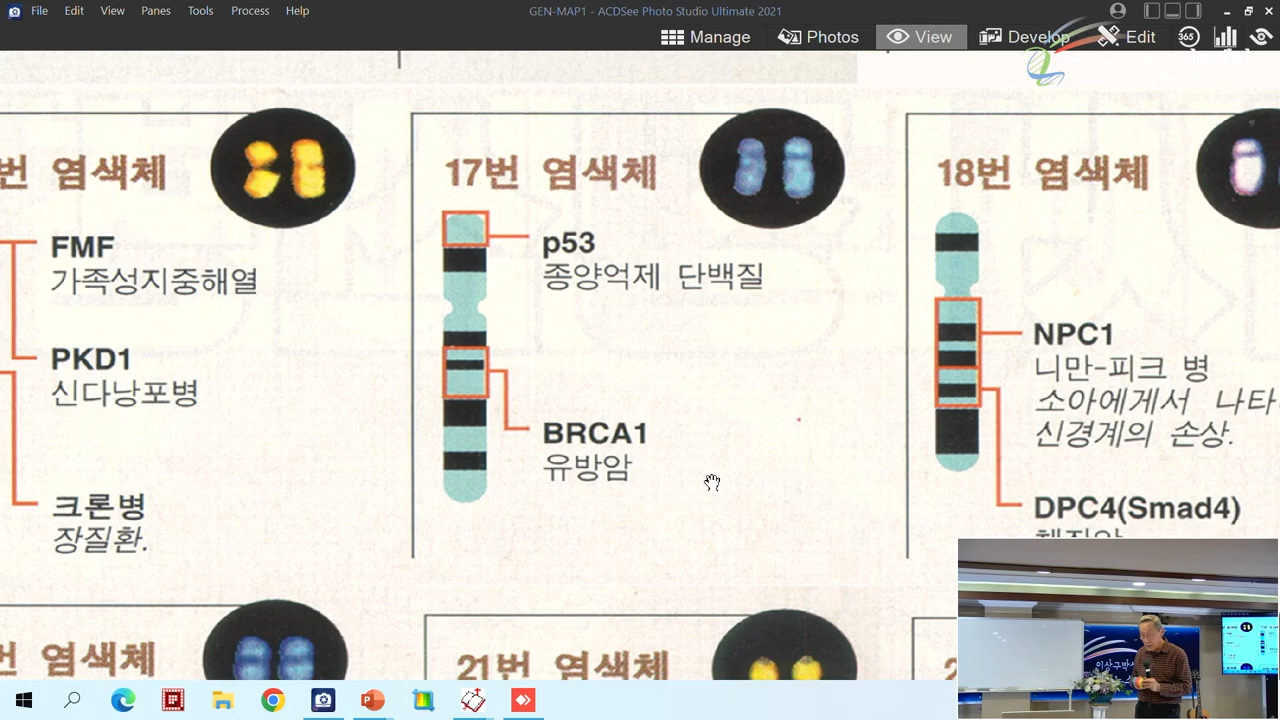 File Edit View Panes Tools Process Help
GEN-MAP1 - ACDSee Photo Studio Ultimate 2021
Manage Photos View Develop Edit 365
번 염색체
FMF
가족성지중해열
PKD1
신다낭포병
크론병
장질환.
17번 염색체
p53
종양억제 단백질
BRCA1
유방암
18번 염색체
NPC1
니만-피크 병
소아에게서 나타
신경계의 손상.
DPC4(Smad4)
번 염색체
21번 염색체